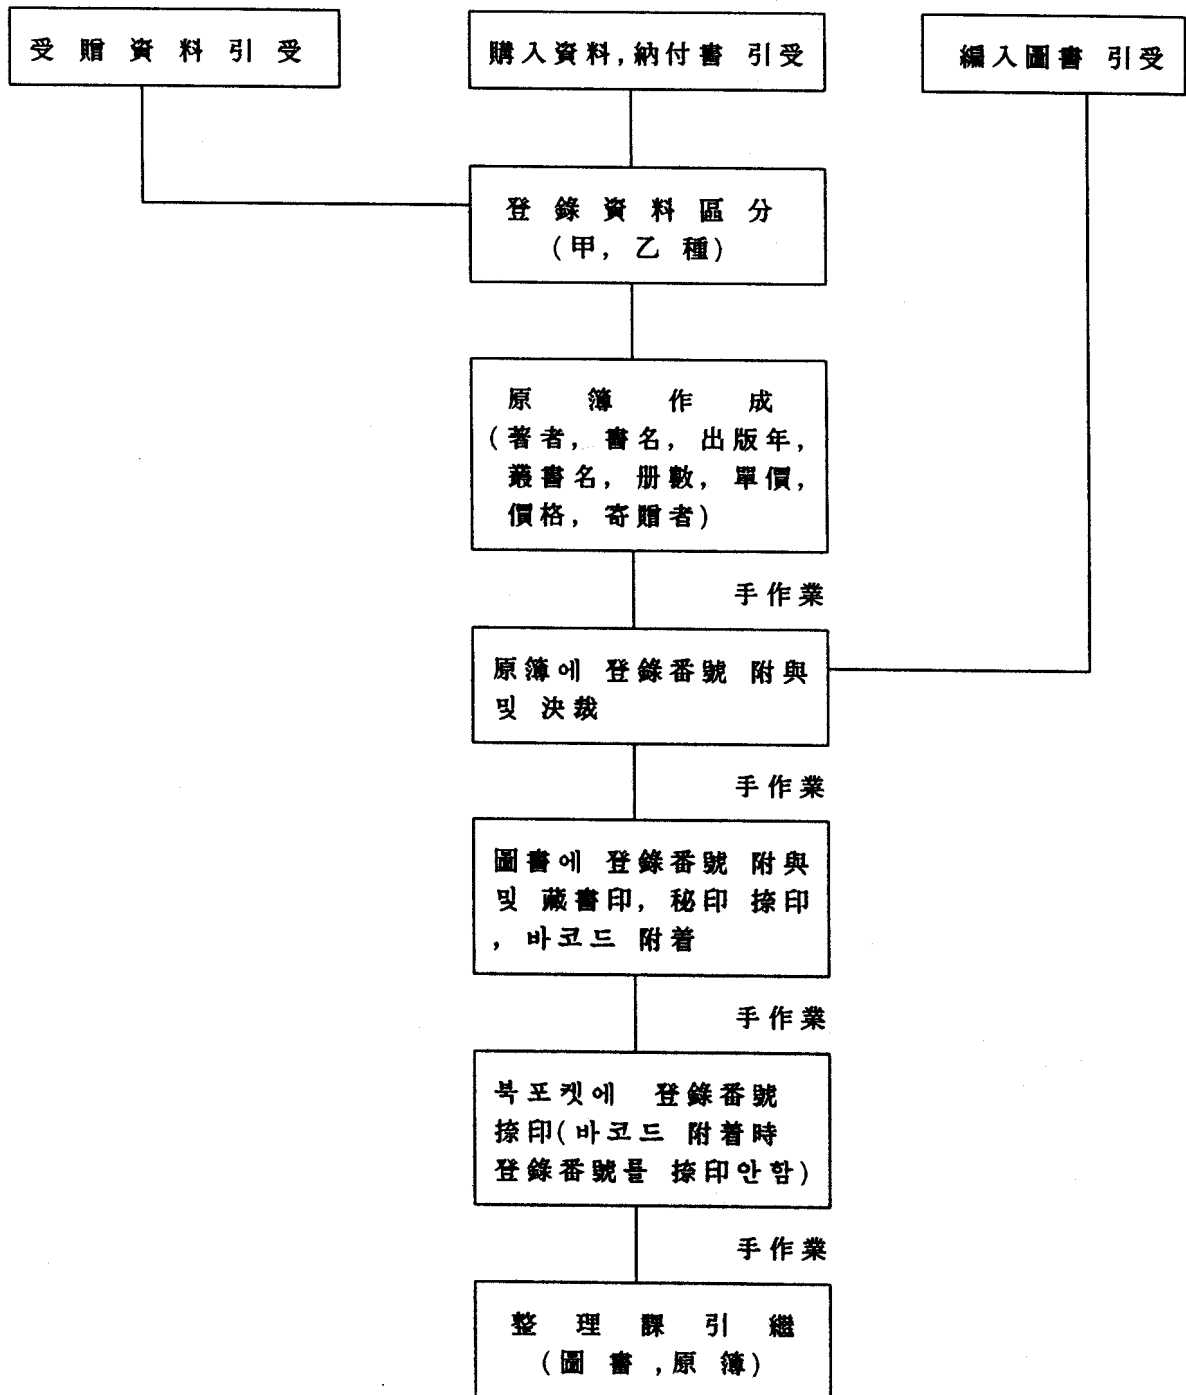 受贈資料引受
購入資料,納付書 引受
編入圖書 引受
登錄資料區分
(甲, 乙 種)
原簿作成
(著者, 書名, 出版年,
叢書名, 册數, 單價,
價格, 寄贈者)
手作業
原簿에 登錄番號 附與
및 決裁
手作業
圖書에 登錄番號 附與
및 藏書印, 秘印 捺印
, 바코드 附着
手作業
북포켓에 登錄番號
捺印(바코드 附着時
登錄番號를 捺印안함)
手作業
整理課引繼
(圖書,原簿)